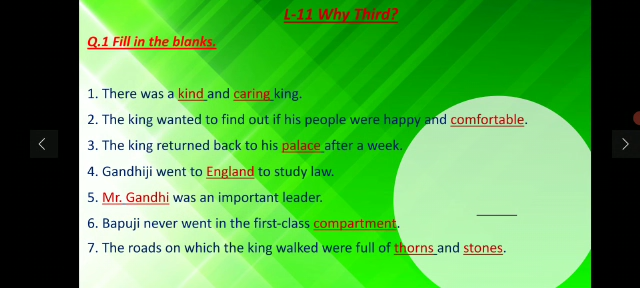 L-11 Why Third?
Q.1 Fill in the blanks.
1. There was a kind and caring king.
2. The king wanted to find out if his people were happy and comfortable.
3. The king returned back to his palace after a week.
4. Gandhiji went to England to study law.
5. Mr. Gandhi was an important leader.
6. Bapuji never went in the first-class compartment.
7. The roads on which the king walked were full of thorns and stones.